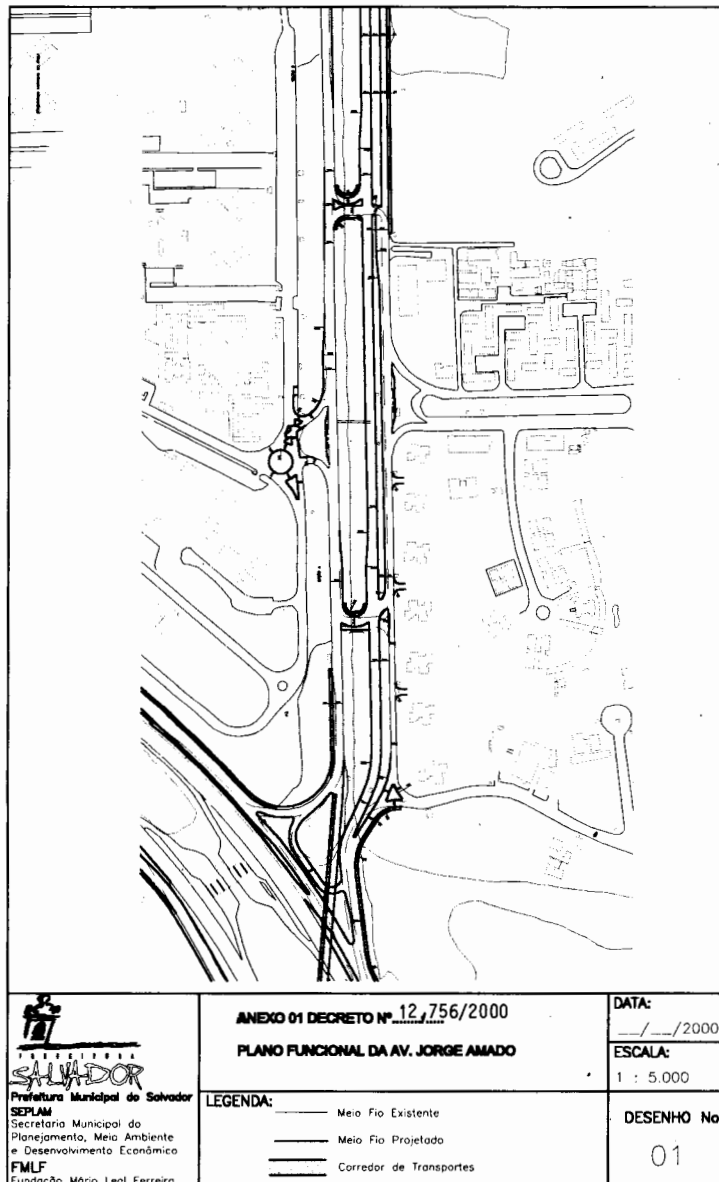 ANEXO 01 DECRETO Nº 12.756/2000
PLANO FUNCIONAL DA AV. JORGE AMADO
DATA:
__/__/2000
ESCALA:
1 : 5.000
PREFEITURA
SALVADOR
Prefeitura Municipal do Salvador
SEPLAM
Secretaria Municipal do
Planejamento, Meio Ambiente
e Desenvolvimento Econômico
FMLF
Fundação Mário Leal Ferreira
LEGENDA:
Meio Fio Existente
Meio Fio Projetado
Corredor de Transportes
DESENHO No
01